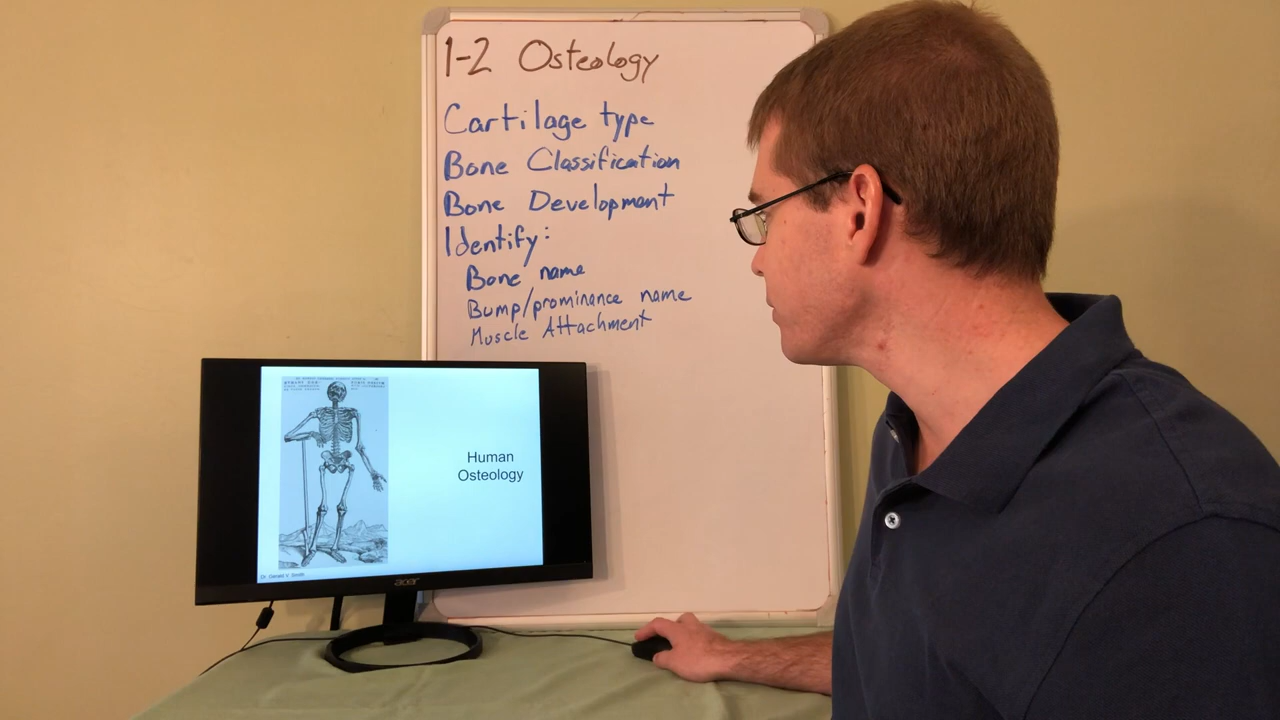 1-2 Osteology
Cartilage type
Bone Classification
Bone Development
Identify:
Bone name
Bump/prominance name
Muscle Attachment
Human
Osteology
acer